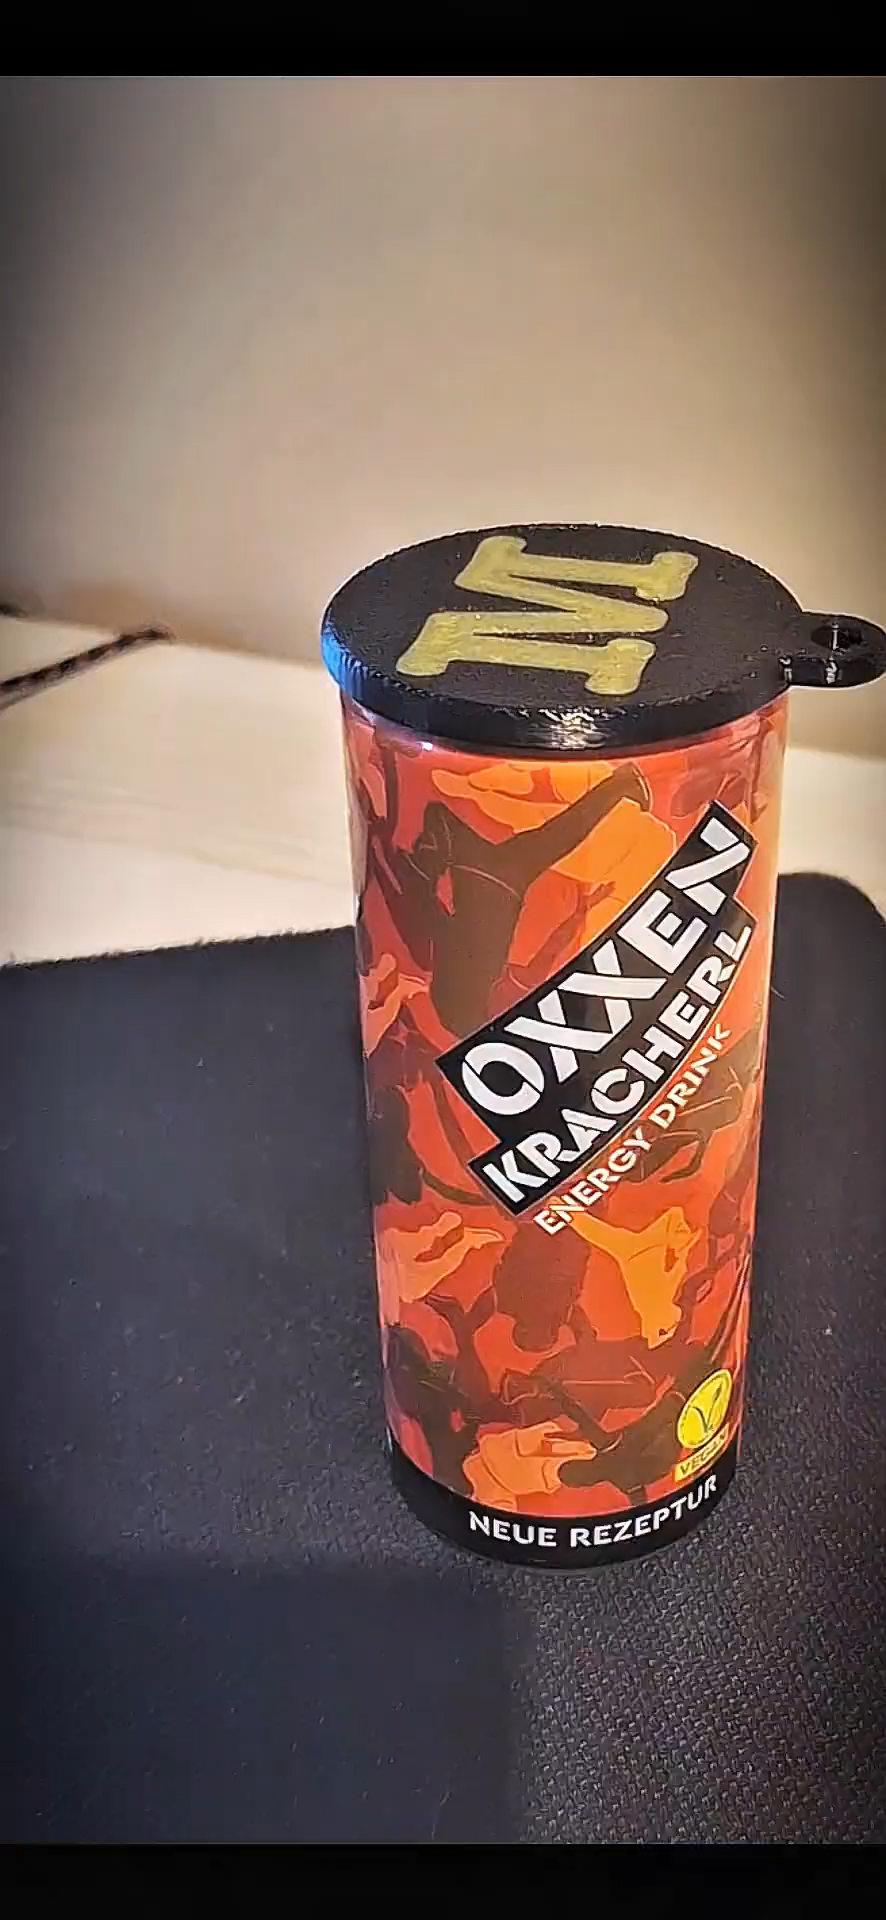 M
OXXEN
KRACHERL
ENERGY DRINK
VEGAN
NEUE REZEPTUR